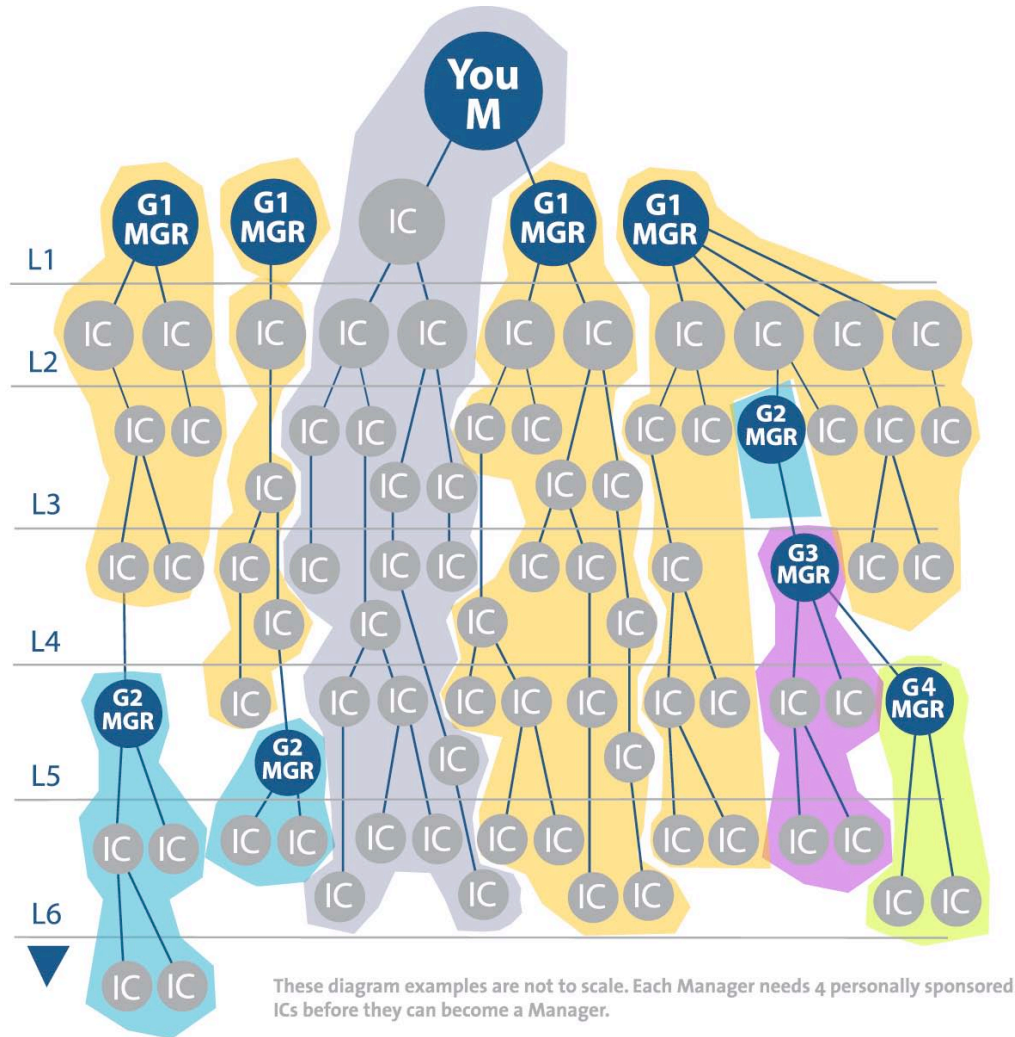 You
M
G1 MGR
G1 MGR
IC
G1 MGR
G1 MGR
L1
IC IC IC IC IC IC IC IC IC IC IC
L2
IC IC IC IC IC IC IC IC
G2 MGR
IC IC IC
IC IC IC IC IC
L3
IC IC IC IC IC IC IC IC IC
G3 MGR
IC IC
IC IC IC IC
L4
G2 MGR
IC IC IC IC IC IC IC IC IC IC
G4 MGR
G2 MGR
IC IC
L5
IC IC IC IC IC IC IC IC IC IC IC IC
IC IC IC IC IC IC
L6
IC IC
These diagram examples are not to scale. Each Manager needs 4 personally sponsored
ICs before they can become a Manager.